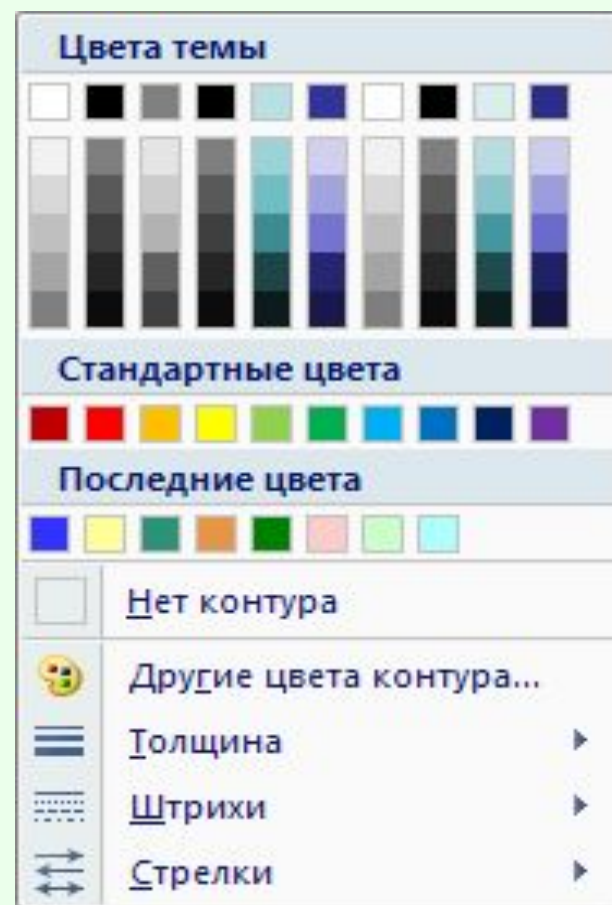 Цвета темы
Стандартные цвета
Последние цвета
Нет контура
Другие цвета контура...
Толщина
Штрихи
Стрелки